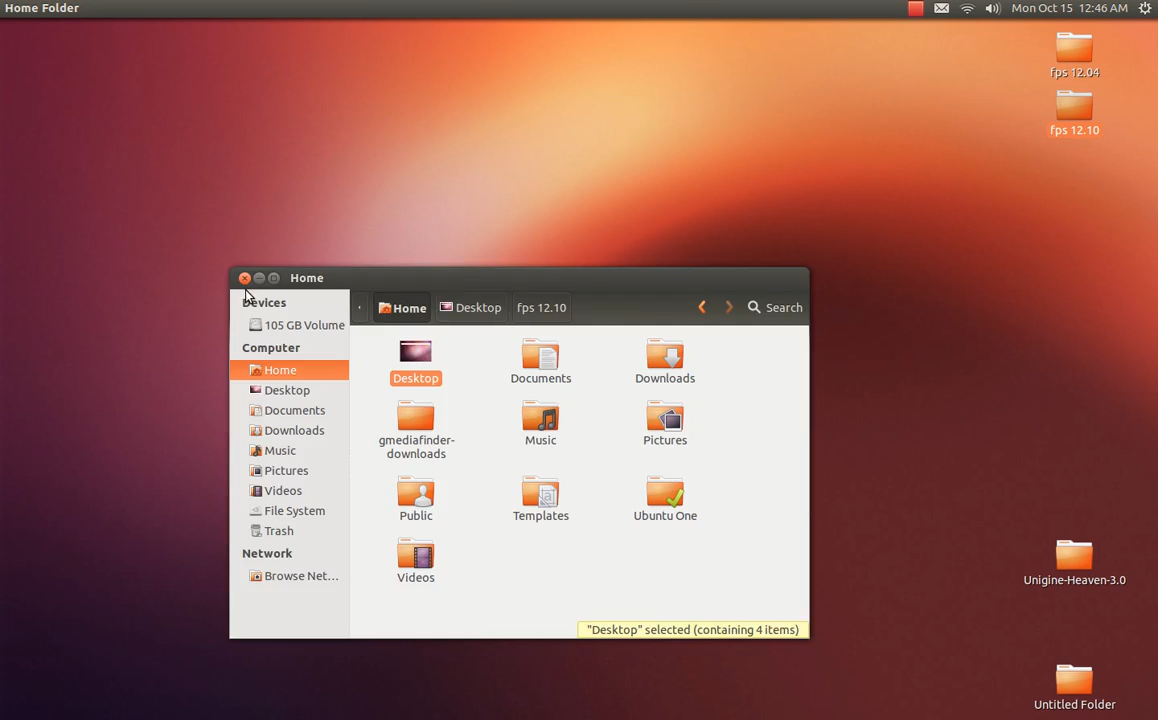 Home Folder
Mon Oct 15 12:46 AM
fps 12.04
fps 12.10
Home
Devices
105 GB Volume
Computer
Home
Desktop
Documents
Downloads
Music
Pictures
Videos
File System
Trash
Network
Browse Net...
Home
Desktop
fps 12.10
Search
Desktop
Documents
Downloads
gmediafinder-
downloads
Music
Pictures
Public
Templates
Ubuntu One
Videos
"Desktop" selected (containing 4 items)
Unigine-Heaven-3.0
Untitled Folder